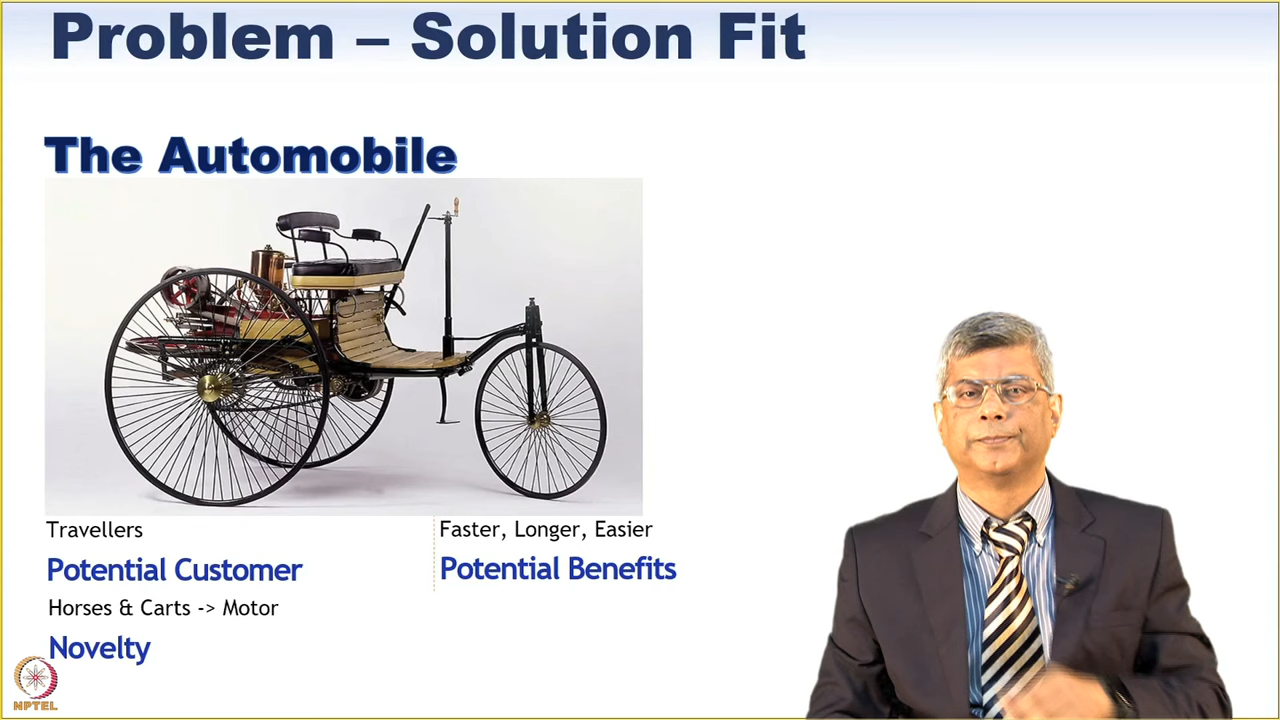 Problem – Solution Fit
The Automobile
Travellers
Potential Customer
Faster, Longer, Easier
Potential Benefits
Horses & Carts -> Motor
Novelty
NPTEL